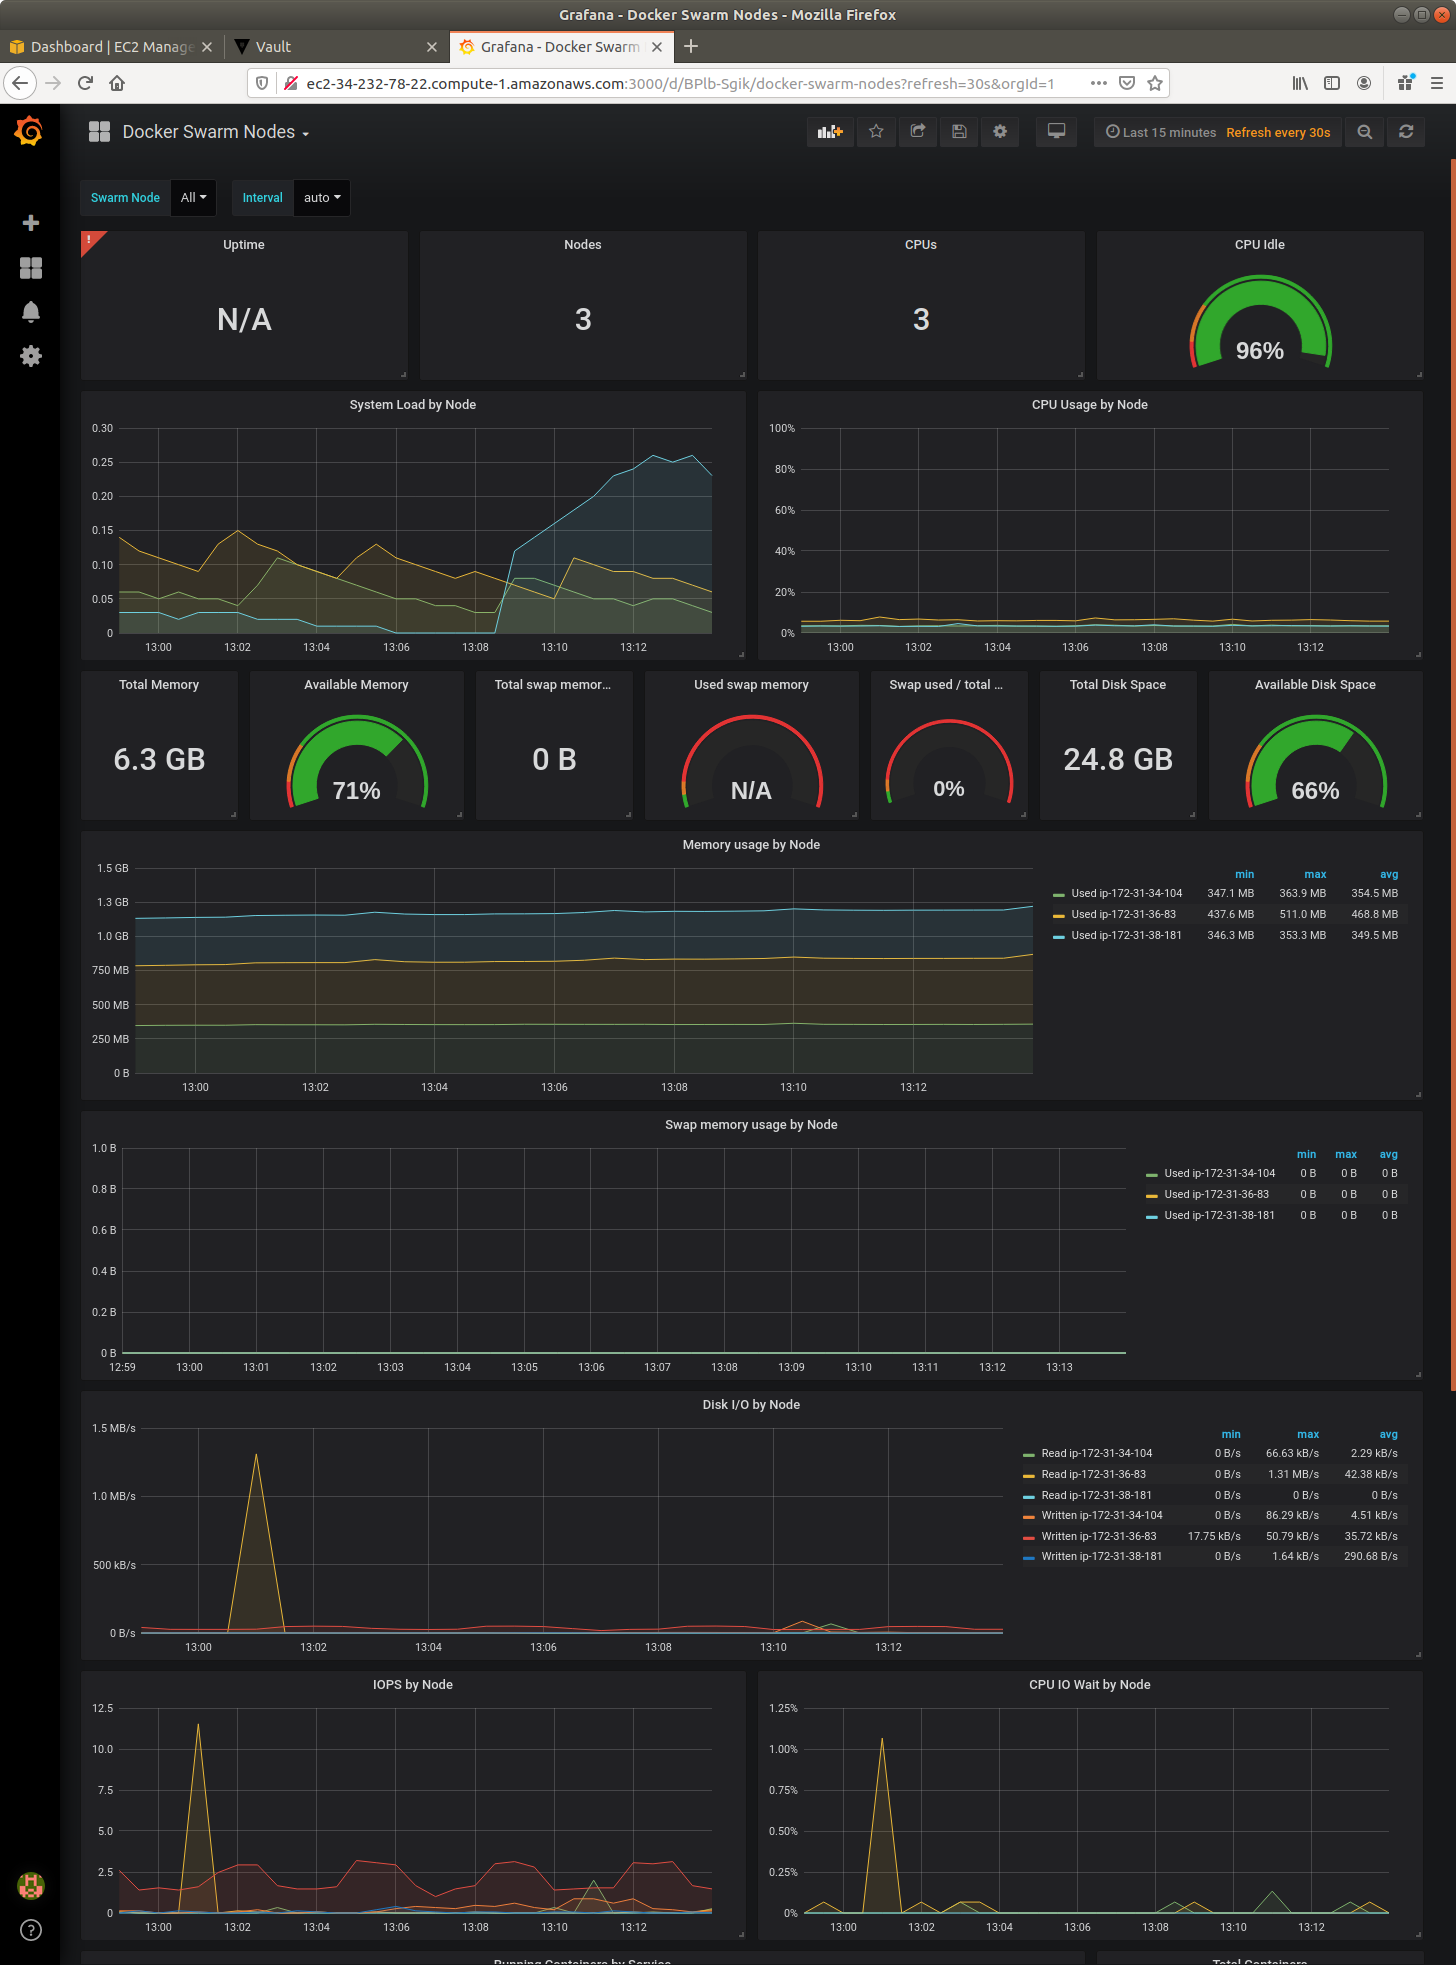 Grafana - Docker Swarm Nodes - Mozilla Firefox
Dashboard | EC2 Manage
Vault
Grafana - Docker Swarm
ec2-34-232-78-22.compute-1.amazonaws.com:3000/d/BPlb-Sgik/docker-swarm-nodes?refresh=30s&orgId=1
Docker Swarm Nodes
Last 15 minutes Refresh every 30s
Swarm Node All Interval auto
!
Uptime Nodes CPUs CPU Idle
N/A 3 3 96%
System Load by Node
0.30
0.25
0.20
0.15
0.10
0.05
0
13:00 13:02 13:04 13:06 13:08 13:10 13:12
CPU Usage by Node
100%
80%
60%
40%
20%
0%
13:00 13:02 13:04 13:06 13:08 13:10 13:12
Total Memory Available Memory Total swap memor... Used swap memory Swap used / total ... Total Disk Space Available Disk Space
6.3 GB 71% 0 B N/A 0% 24.8 GB 66%
Memory usage by Node
1.5 GB
1.3 GB
1.0 GB
750 MB
500 MB
250 MB
0 B
13:00 13:02 13:04 13:06 13:08 13:10 13:12
min max avg
Used ip-172-31-34-104 347.1 MB 363.9 MB 354.5 MB
Used ip-172-31-36-83 437.6 MB 511.0 MB 468.8 MB
Used ip-172-31-38-181 346.3 MB 353.3 MB 349.5 MB
Swap memory usage by Node
1.0 B
0.8 B
0.6 B
0.4 B
0.2 B
0 B
12:59 13:00 13:01 13:02 13:03 13:04 13:05 13:06 13:07 13:08 13:09 13:10 13:11 13:12 13:13
min max avg
Used ip-172-31-34-104 0 B 0 B 0 B
Used ip-172-31-36-83 0 B 0 B 0 B
Used ip-172-31-38-181 0 B 0 B 0 B
Disk I/O by Node
1.5 MB/s
1.0 MB/s
500 kB/s
0 B/s
13:00 13:02 13:04 13:06 13:08 13:10 13:12
min max avg
Read ip-172-31-34-104 0 B/s 66.63 kB/s 2.29 kB/s
Read ip-172-31-36-83 0 B/s 1.31 MB/s 42.38 kB/s
Read ip-172-31-38-181 0 B/s 0 B/s 0 B/s
Written ip-172-31-34-104 0 B/s 86.29 kB/s 4.51 kB/s
Written ip-172-31-36-83 17.75 kB/s 50.79 kB/s 35.72 kB/s
Written ip-172-31-38-181 0 B/s 1.64 kB/s 290.68 B/s
IOPS by Node
12.5
10.0
7.5
5.0
2.5
0
13:00 13:02 13:04 13:06 13:08 13:10 13:12
CPU IO Wait by Node
1.25%
1.00%
0.75%
0.50%
0.25%
0%
13:00 13:02 13:04 13:06 13:08 13:10 13:12
Running Containers by Service Total Containers